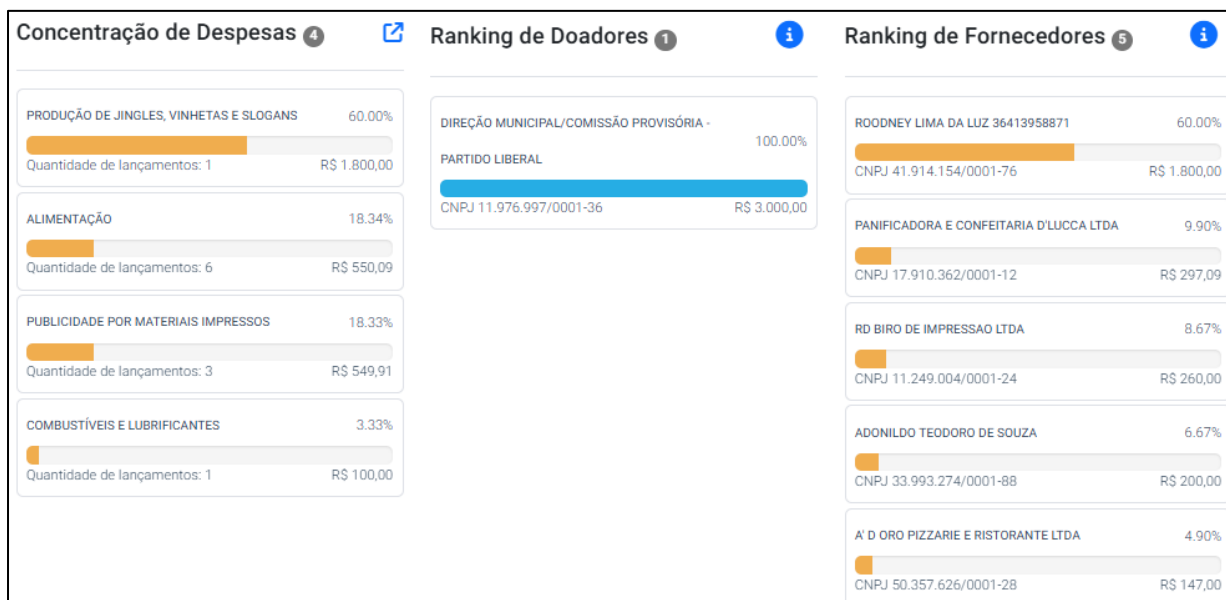 Concentração de Despesas 4
PRODUÇÃO DE JINGLES, VINHETAS E SLOGANS 60.00%
Quantidade de lançamentos: 1 R$ 1.800,00
ALIMENTAÇÃO 18.34%
Quantidade de lançamentos: 6 R$ 550,09
PUBLICIDADE POR MATERIAIS IMPRESSOS 18.33%
Quantidade de lançamentos: 3 R$ 549,91
COMBUSTÍVEIS E LUBRIFICANTES 3.33%
Quantidade de lançamentos: 1 R$ 100,00
Ranking de Doadores 1 i
DIREÇÃO MUNICIPAL/COMISSÃO PROVISÓRIA -
100.00%
PARTIDO LIBERAL
CNPJ 11.976.997/0001-36 R$ 3.000,00
Ranking de Fornecedores 5 i
ROODNEY LIMA DA LUZ 36413958871 60.00%
CNPJ 41.914.154/0001-76 R$ 1.800,00
PANIFICADORA E CONFEITARIA D'LUCCA LTDA 9.90%
CNPJ 17.910.362/0001-12 R$ 297,09
RD BIRO DE IMPRESSAO LTDA 8.67%
CNPJ 11.249.004/0001-24 R$ 260,00
ADONILDO TEODORO DE SOUZA 6.67%
CNPJ 33.993.274/0001-88 R$ 200,00
A' D ORO PIZZARIE E RISTORANTE LTDA 4.90%
CNPJ 50.357.626/0001-28 R$ 147,00